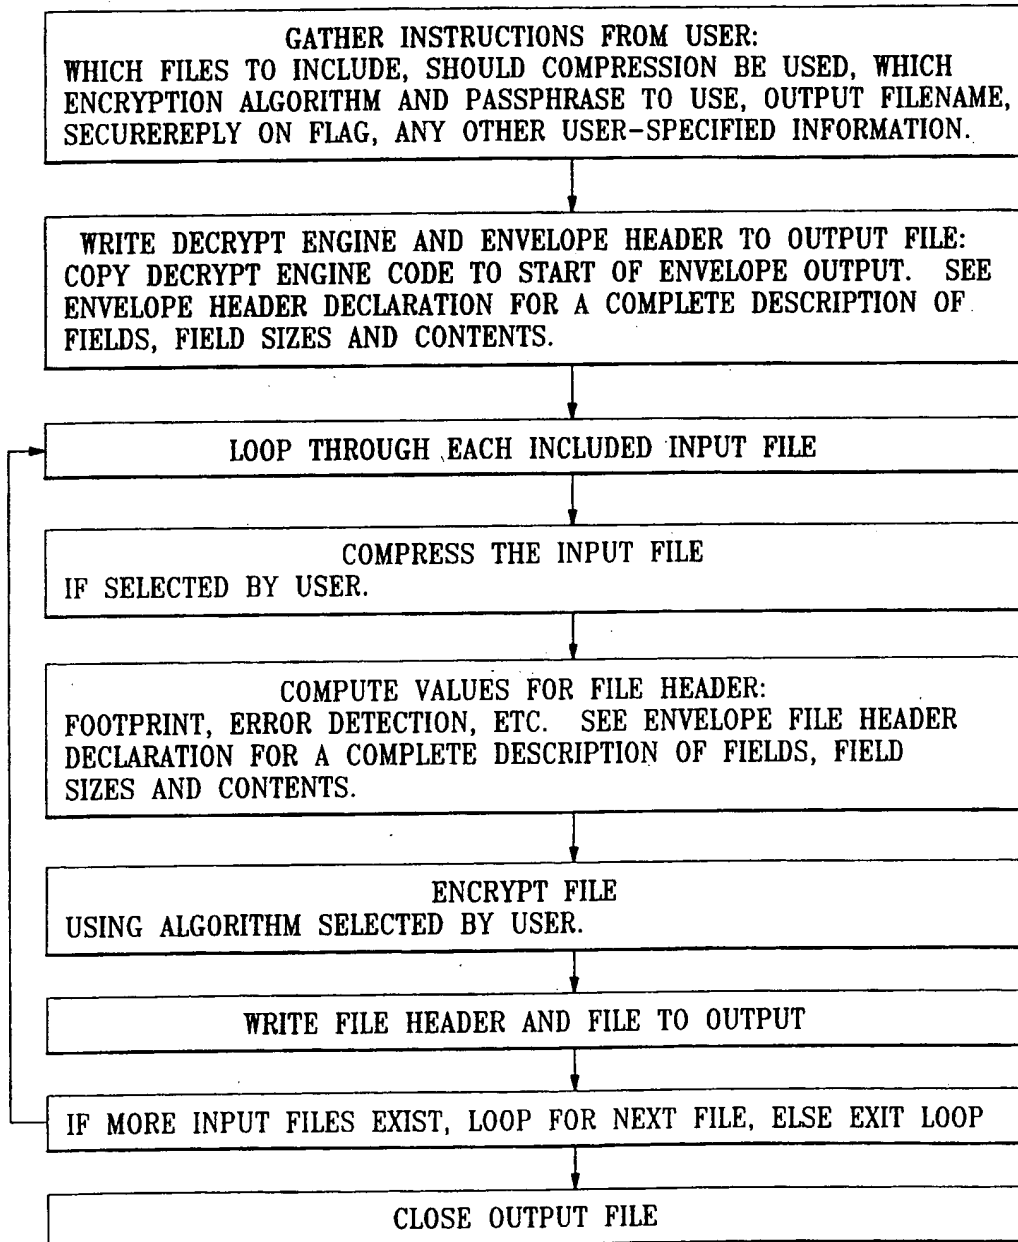 GATHER INSTRUCTIONS FROM USER:
WHICH FILES TO INCLUDE, SHOULD COMPRESSION BE USED, WHICH
ENCRYPTION ALGORITHM AND PASSPHRASE TO USE, OUTPUT FILENAME,
SECUREREPLY ON FLAG, ANY OTHER USER-SPECIFIED INFORMATION.
WRITE DECRYPT ENGINE AND ENVELOPE HEADER TO OUTPUT FILE:
COPY DECRYPT ENGINE CODE TO START OF ENVELOPE OUTPUT. SEE
ENVELOPE HEADER DECLARATION FOR A COMPLETE DESCRIPTION OF
FIELDS, FIELD SIZES AND CONTENTS.
LOOP THROUGH EACH INCLUDED INPUT FILE
COMPRESS THE INPUT FILE
IF SELECTED BY USER.
COMPUTE VALUES FOR FILE HEADER:
FOOTPRINT, ERROR DETECTION, ETC. SEE ENVELOPE FILE HEADER
DECLARATION FOR A COMPLETE DESCRIPTION OF FIELDS, FIELD
SIZES AND CONTENTS.
ENCRYPT FILE
USING ALGORITHM SELECTED BY USER.
WRITE FILE HEADER AND FILE TO OUTPUT
IF MORE INPUT FILES EXIST, LOOP FOR NEXT FILE, ELSE EXIT LOOP
CLOSE OUTPUT FILE